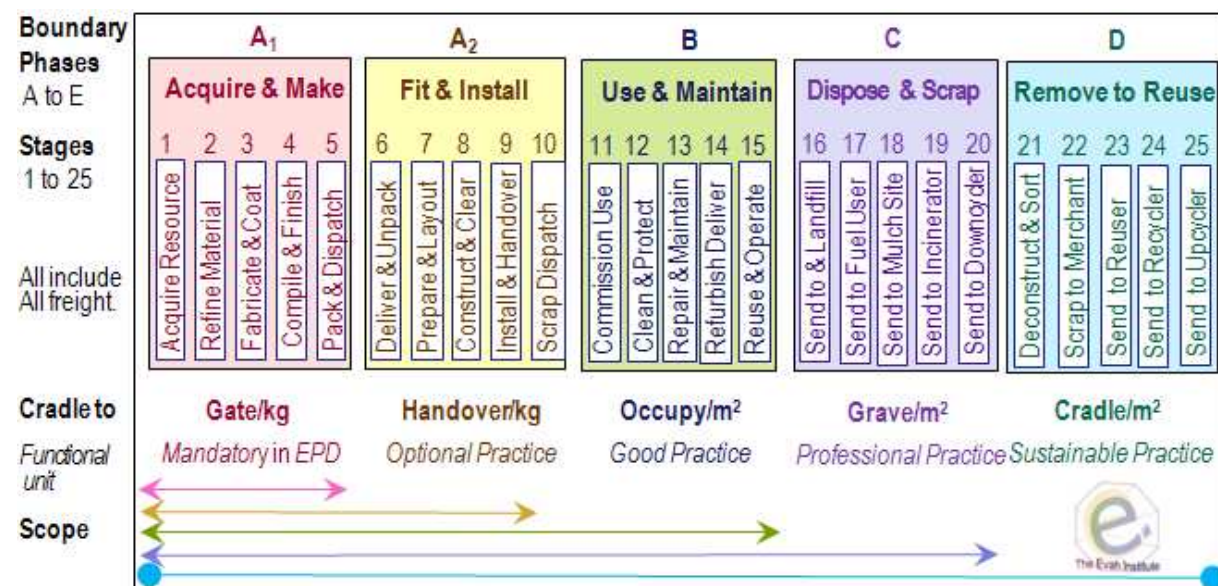 Boundary Phases
A to E
A₁
A₂
B
C
D
Acquire & Make
Fit & Install
Use & Maintain
Dispose & Scrap
Remove to Reuse
Stages
1 to 25
1 2 3 4 5
6 7 8 9 10
11 12 13 14 15
16 17 18 19 20
21 22 23 24 25
Acquire Resource
Refine Material
Fabricate & Coat
Compile & Finish
Pack & Dispatch
Deliver & Unpack
Prepare & Layout
Construct & Clear
Install & Handover
Scrap Dispatch
Commission Use
Clean & Protect
Repair & Maintain
Refurbish Deliver
Reuse & Operate
Send to Landfill
Send to Fuel User
Send to Mulch Site
Send to Incinerator
Send to Downcycler
Deconstruct & Sort
Scrap to Merchant
Send to Reuser
Send to Recycler
Send to Upcycler
All include
All freight.
Cradle to
Gate/kg
Handover/kg
Occupy/m²
Grave/m²
Cradle/m²
Functional
unit
Mandatory in EPD
Optional Practice
Good Practice
Professional Practice
Sustainable Practice
Scope
e
The Evah Institute